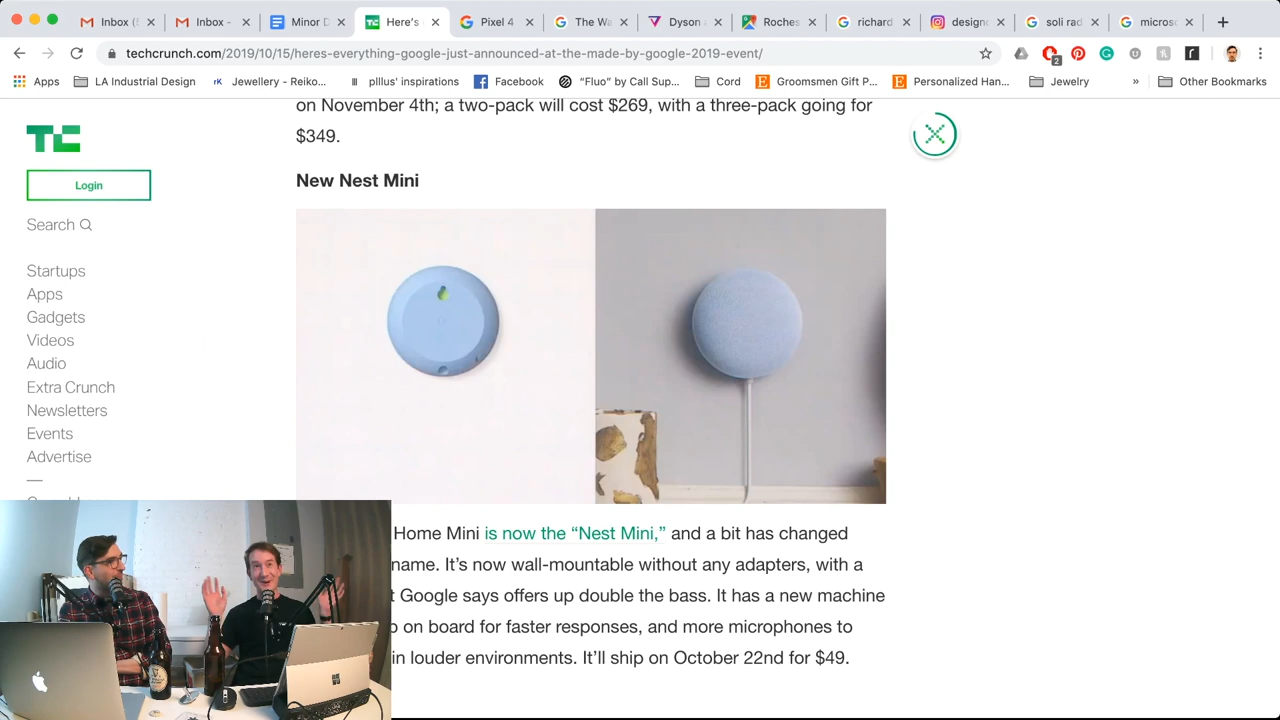 Inbox (
Inbox -
Minor D
Here's
Pixel 4
The Wa
Dyson
Roches
richard
design
soli rad
micros
techcrunch.com/2019/10/15/heres-everything-google-just-announced-at-the-made-by-google-2019-event/
2
Apps
LA Industrial Design
rK
Jewellery - Reiko...
plllus' inspirations
Facebook
“Fluo” by Call Sup...
Cord
Groomsmen Gift P...
Personalized Han...
Jewelry
»
Other Bookmarks
on November 4th; a two-pack will cost $269, with a three-pack going for
$349.
TC
Login
Search
Startups
Apps
Gadgets
Videos
Audio
Extra Crunch
Newsletters
Events
Advertise
—
New Nest Mini
Home Mini is now the “Nest Mini,” and a bit has changed
name. It’s now wall-mountable without any adapters, with a
t Google says offers up double the bass. It has a new machine
on board for faster responses, and more microphones to
in louder environments. It’ll ship on October 22nd for $49.